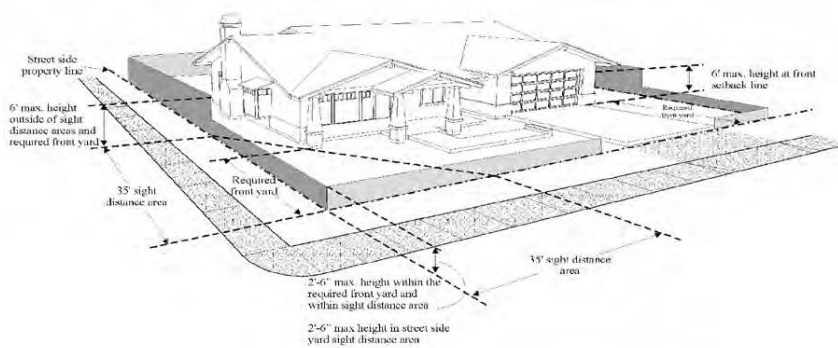 Street side
property line
6' max. height
outside of sight
distance areas and
required front yard
35' sight
distance area
Required
front yard
6' max. height at front
setback line
Required
front yard
35' sight distance
area
2'-6" max. height within the
required front yard and
within sight distance area
2'-6" max height in street side
yard sight distance area